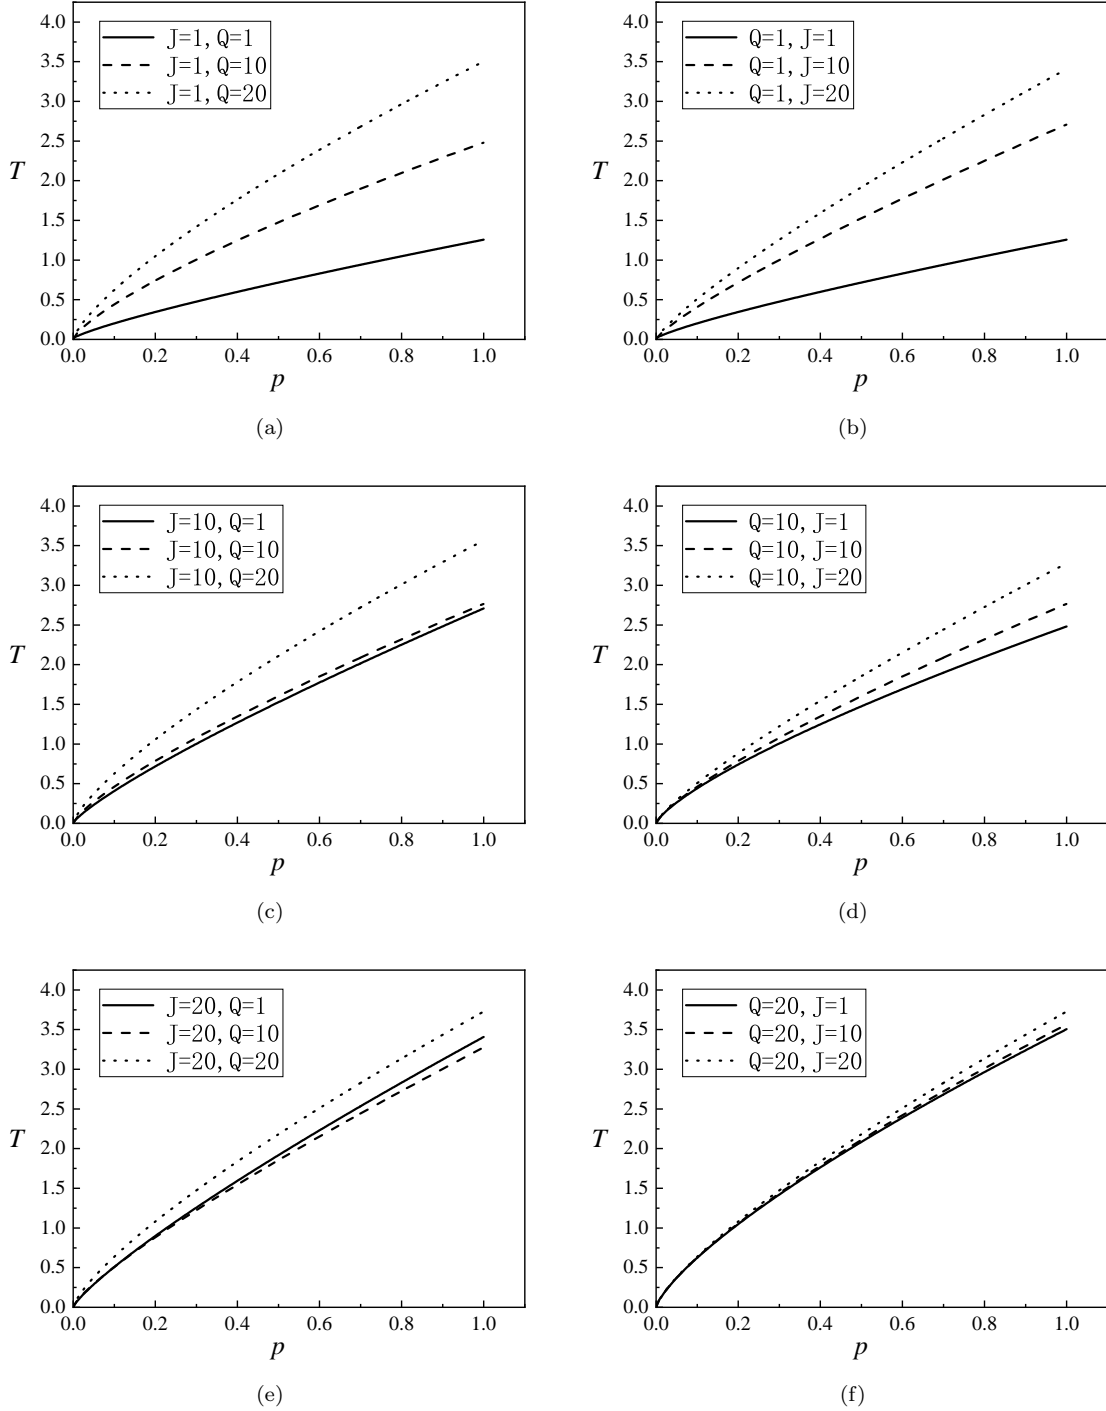 4.0
3.5
3.0
2.5
2.0
1.5
1.0
0.5
0.0
T
J=1, Q=1
J=1, Q=10
J=1, Q=20
0.0 0.2 0.4 0.6 0.8 1.0
p
(a)
4.0
3.5
3.0
2.5
2.0
1.5
1.0
0.5
0.0
T
Q=1, J=1
Q=1, J=10
Q=1, J=20
0.0 0.2 0.4 0.6 0.8 1.0
p
(b)
4.0
3.5
3.0
2.5
2.0
1.5
1.0
0.5
0.0
T
J=10, Q=1
J=10, Q=10
J=10, Q=20
0.0 0.2 0.4 0.6 0.8 1.0
p
(c)
4.0
3.5
3.0
2.5
2.0
1.5
1.0
0.5
0.0
T
Q=10, J=1
Q=10, J=10
Q=10, J=20
0.0 0.2 0.4 0.6 0.8 1.0
p
(d)
4.0
3.5
3.0
2.5
2.0
1.5
1.0
0.5
0.0
T
J=20, Q=1
J=20, Q=10
J=20, Q=20
0.0 0.2 0.4 0.6 0.8 1.0
p
(e)
4.0
3.5
3.0
2.5
2.0
1.5
1.0
0.5
0.0
T
Q=20, J=1
Q=20, J=10
Q=20, J=20
0.0 0.2 0.4 0.6 0.8 1.0
p
(f)